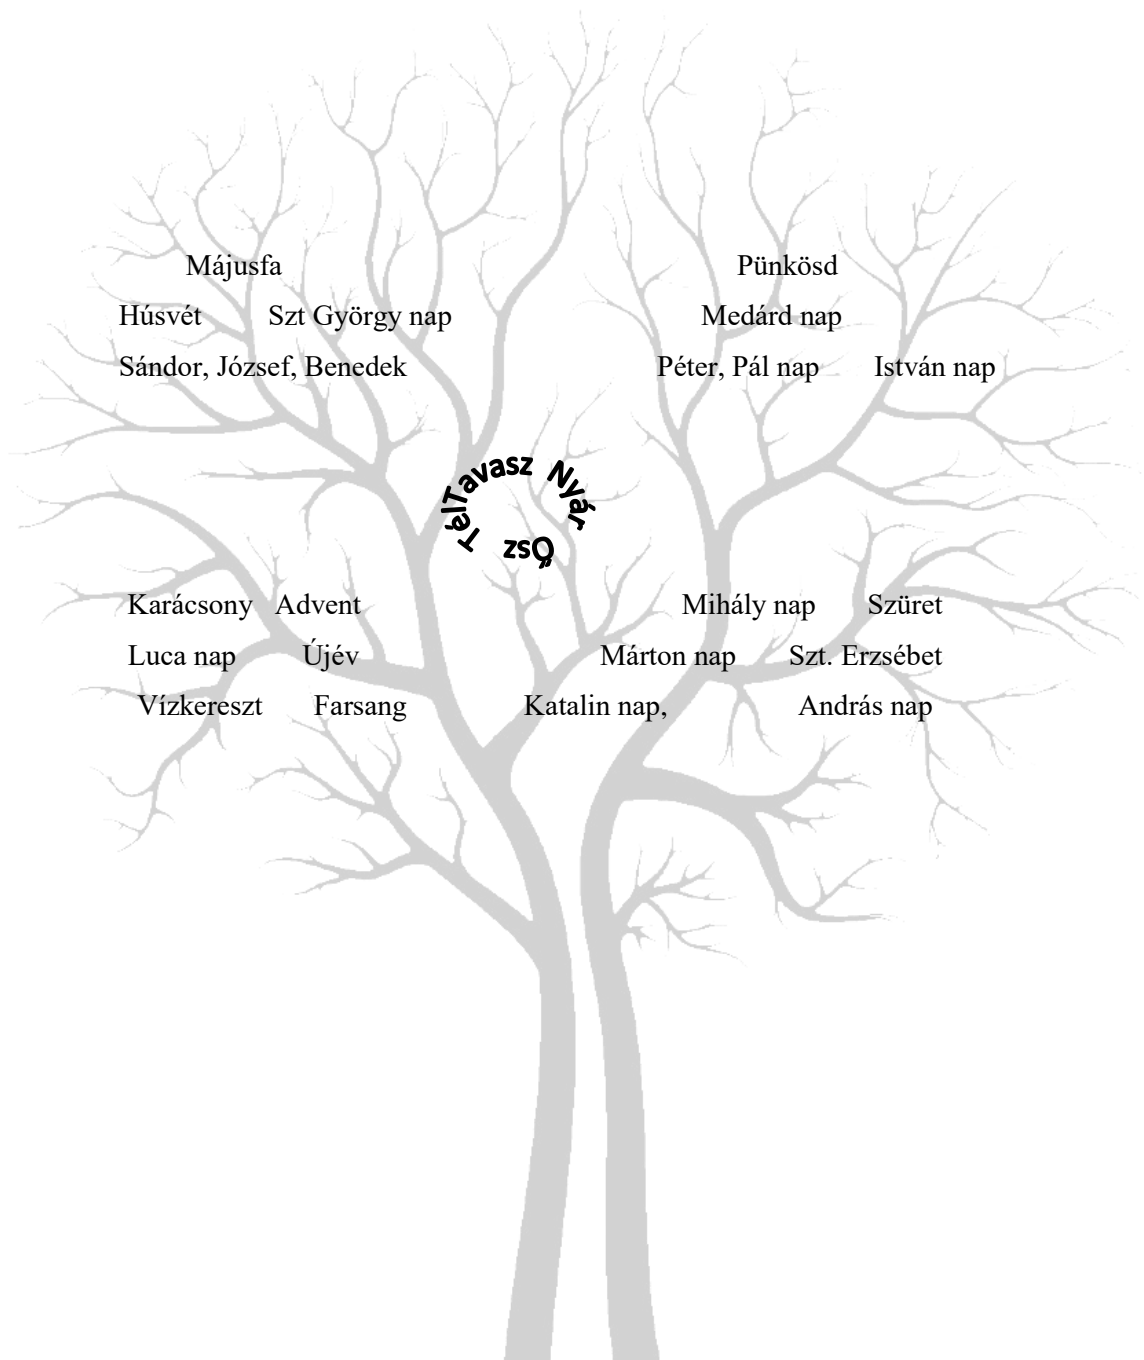 Májusfa Pünkösd
Húsvét Szt György nap Medárd nap
Sándor, József, Benedek Péter, Pál nap István nap
Tavasz Nyár Ősz Tél
Karácsony Advent Mihály nap Szüret
Luca nap Újév Márton nap Szt. Erzsébet
Vízkereszt Farsang Katalin nap, András nap